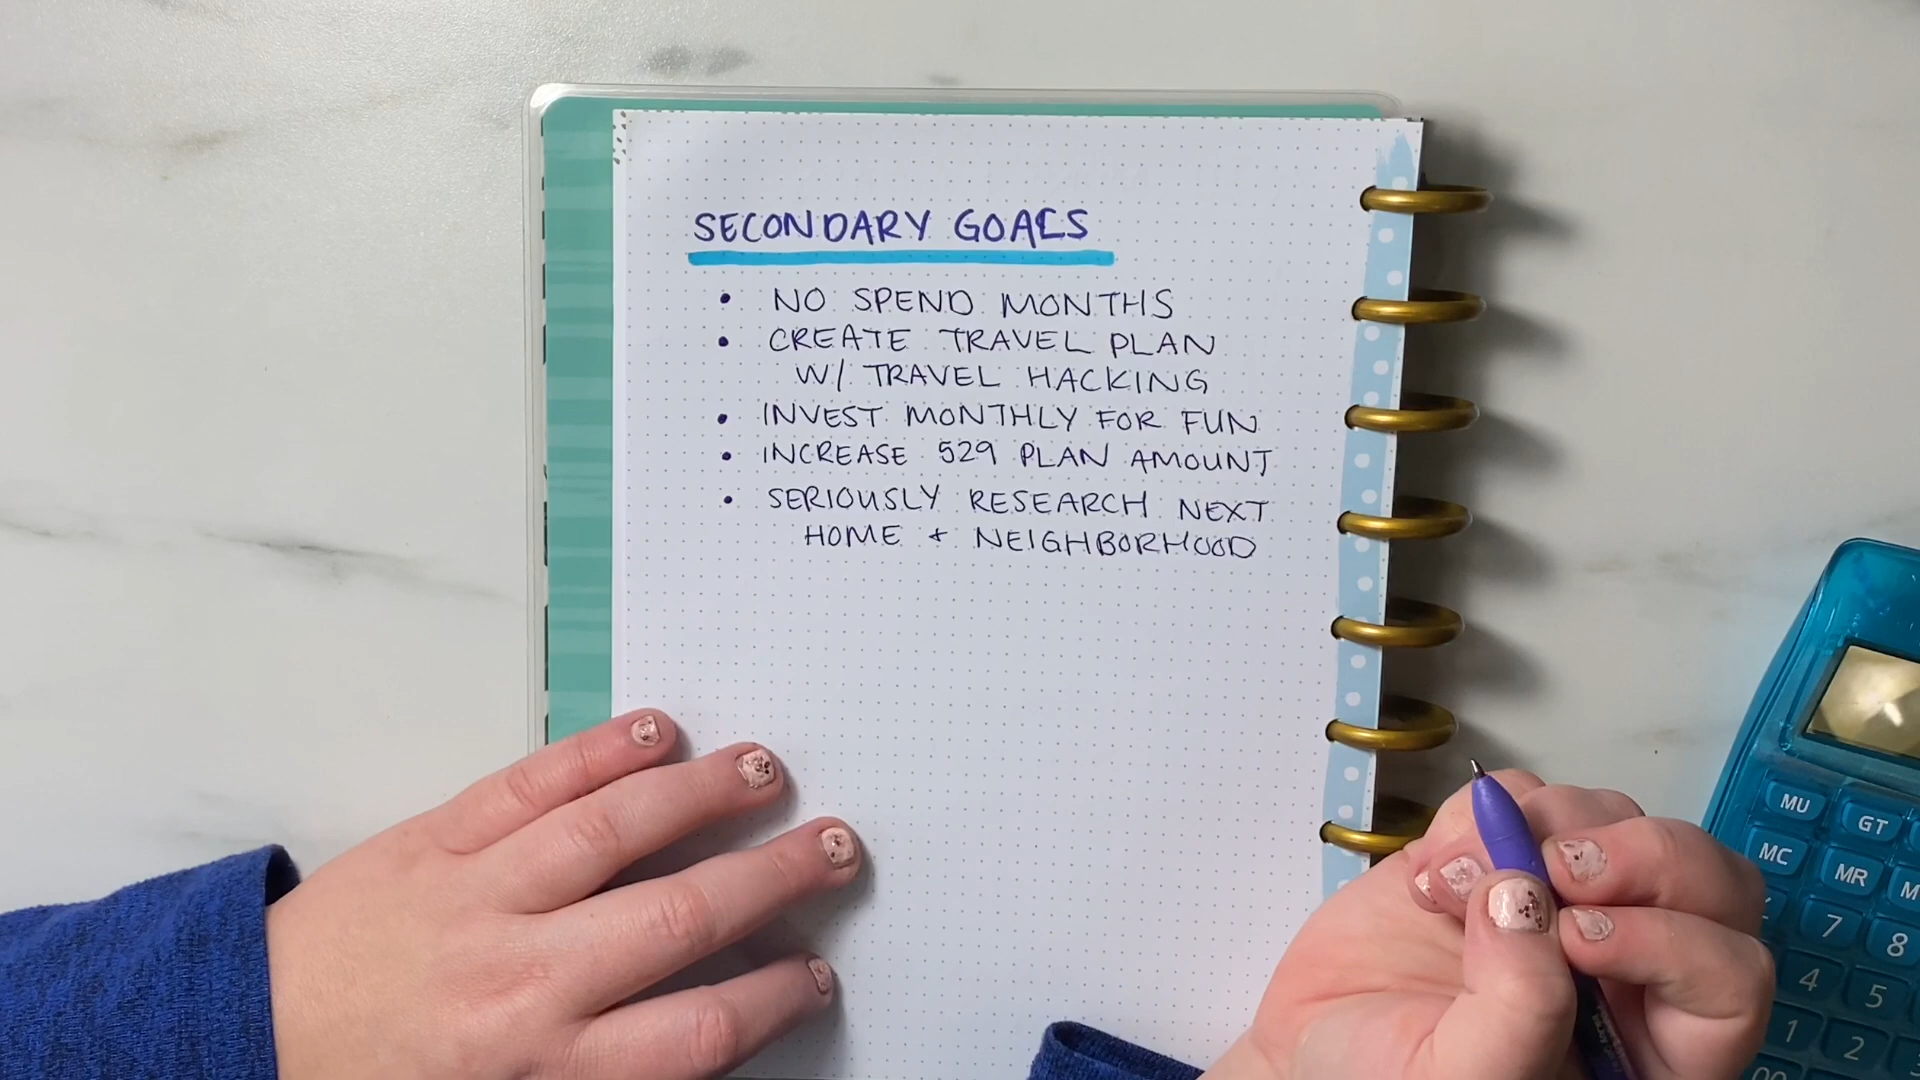 SECONDARY GOALS
• NO SPEND MONTHS
• CREATE TRAVEL PLAN
W/ TRAVEL HACKING
• INVEST MONTHLY FOR FUN
• INCREASE 529 PLAN AMOUNT
• SERIOUSLY RESEARCH NEXT
HOME + NEIGHBORHOOD
MU GT
MC MR
7 8
4 5
1 2
00